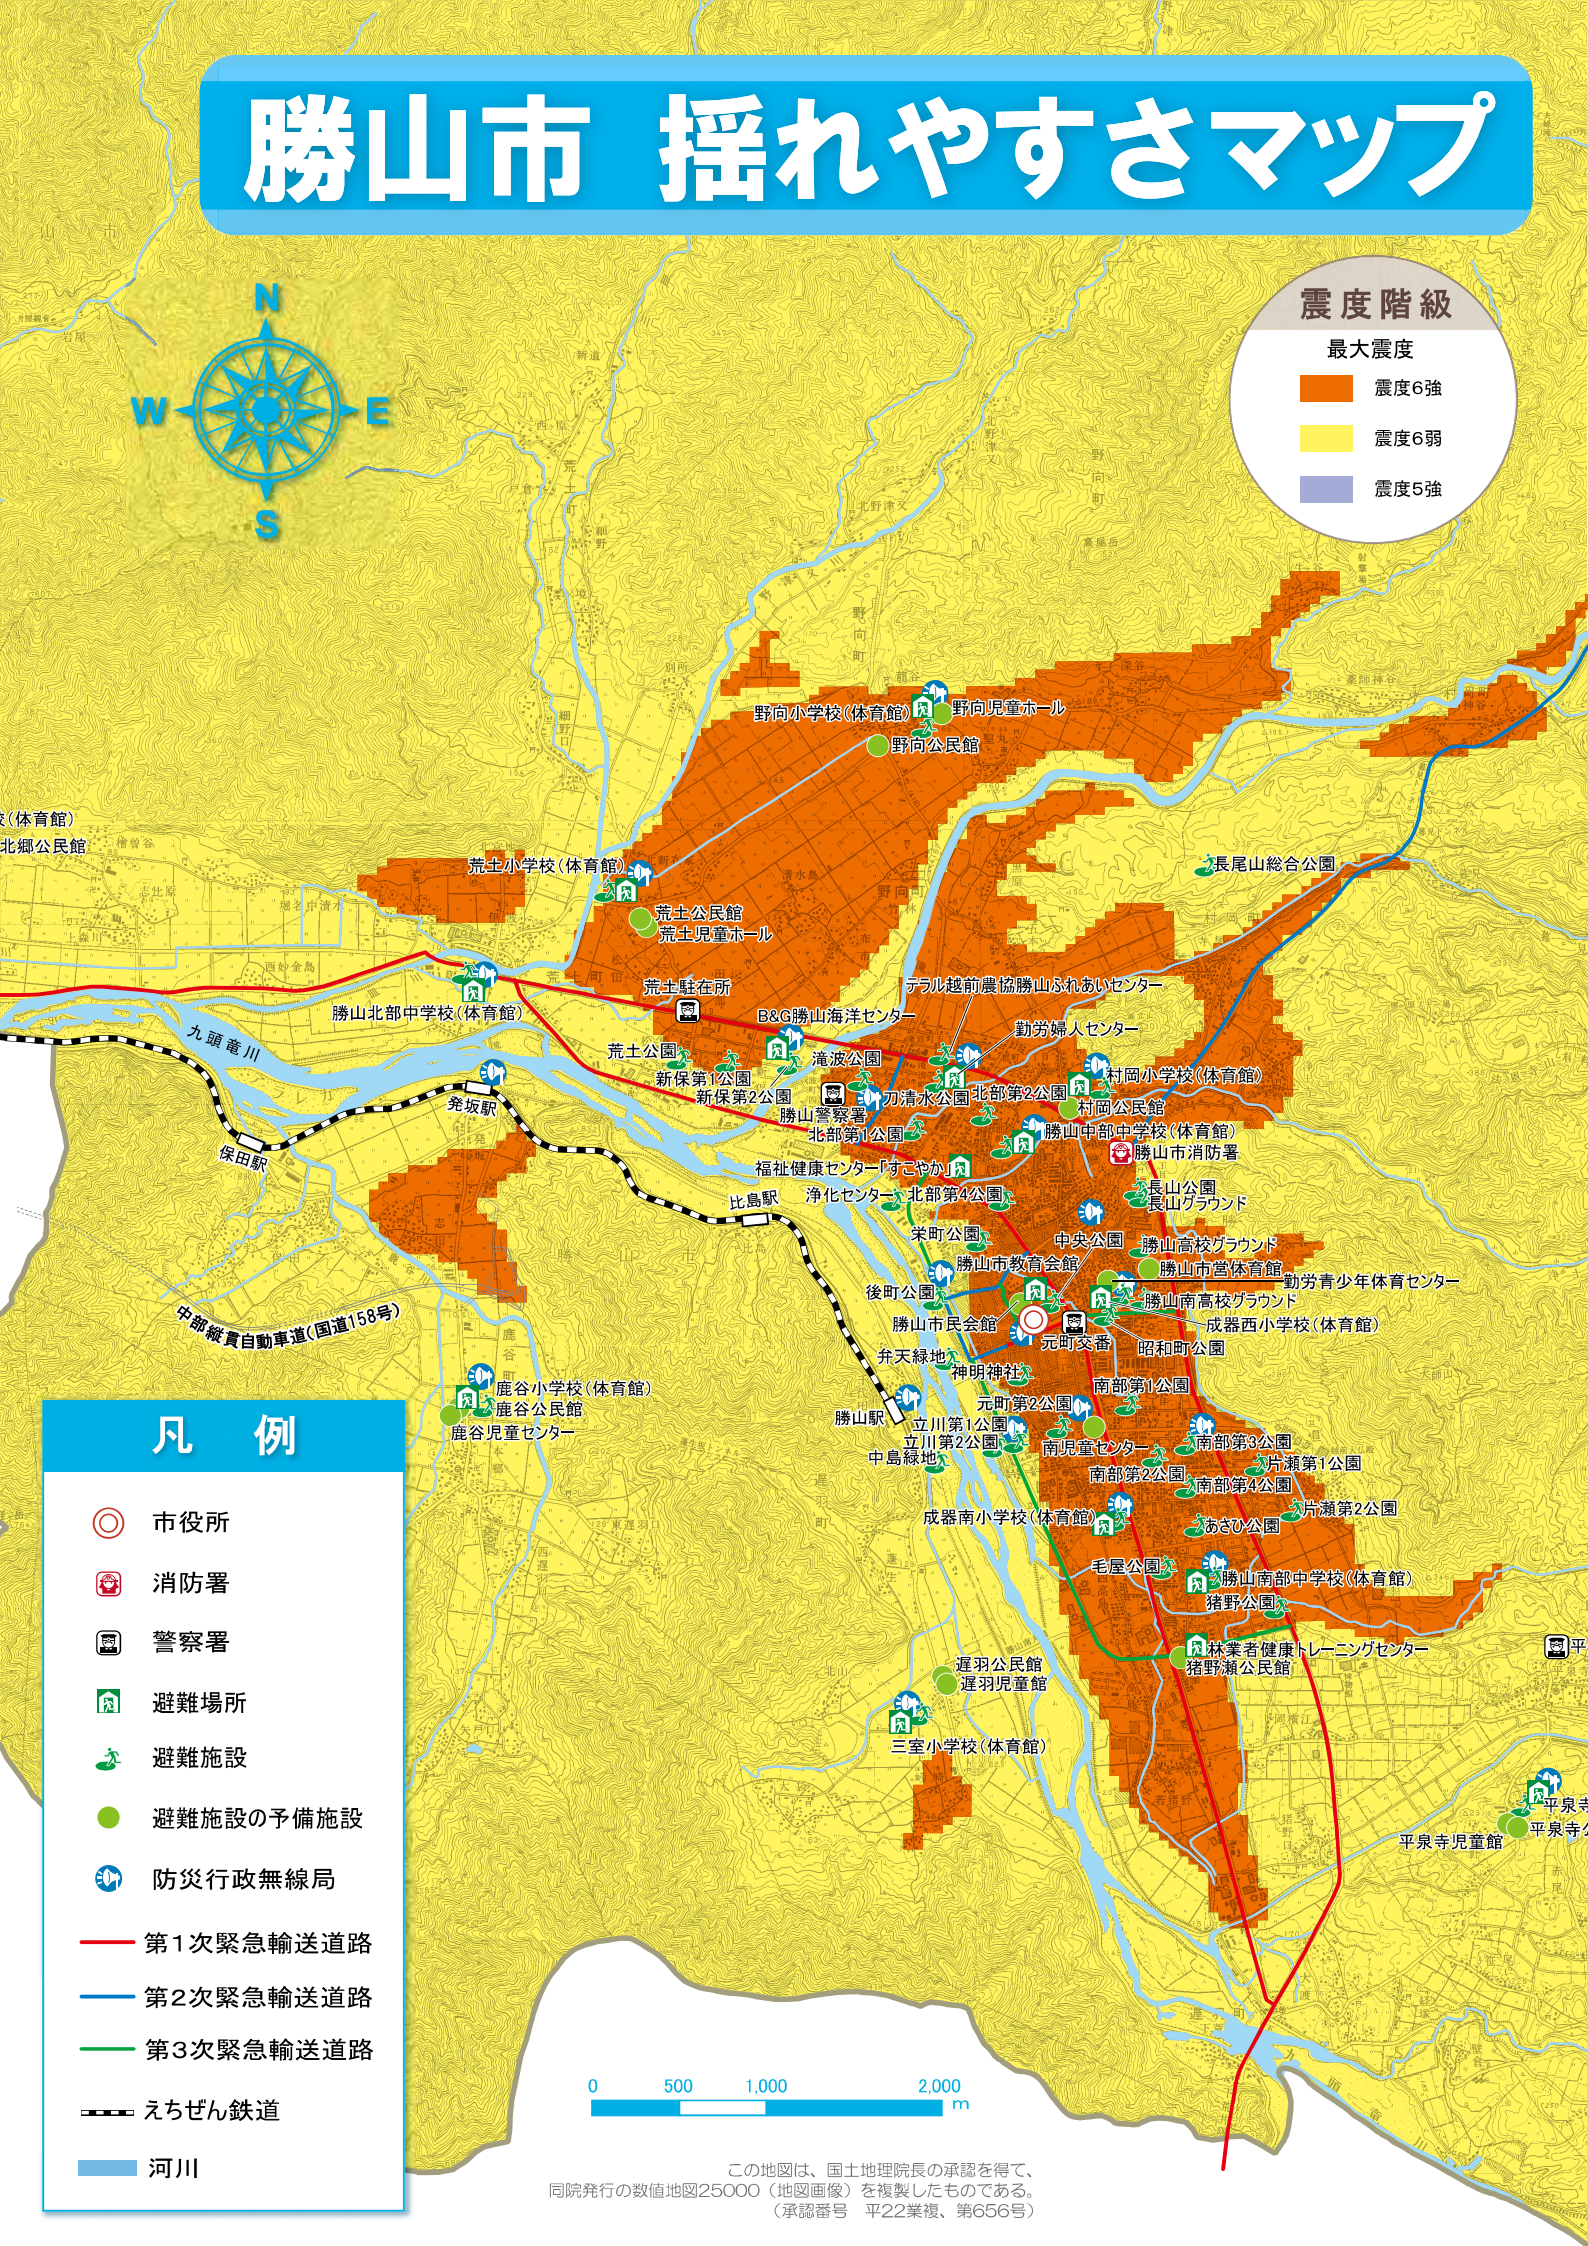 勝山市 揺れやすさマップ
N
W
E
S
震度階級
最大震度
震度6強
震度6弱
震度5強
野向小学校(体育館)
野向児童ホール
野向公民館
校(体育館)
北郷公民館
荒土小学校(体育館)
長尾山総合公園
荒土公民館
荒土児童ホール
荒土駐在所
テラル越前農協勝山ふれあいセンター
勝山北部中学校(体育館)
B&G勝山海洋センター
勤労婦人センター
九頭竜川
荒土公園
滝波公園
新保第1公園
新保第2公園
村岡小学校(体育館)
刀清水公園
北部第2公園
村岡公民館
発坂駅
勝山警察署
北部第1公園
勝山中部中学校(体育館)
勝山市消防署
保田駅
福祉健康センター「すこやか」
浄化センター
北部第4公園
長山公園
長山グラウンド
比島駅
栄町公園
中央公園
勝山高校グラウンド
勝山市教育会館
勝山市営体育館
勤労青少年体育センター
後町公園
勝山南高校グラウンド
勝山市民会館
成器西小学校(体育館)
中部縦貫自動車道(国道158号)
元町交番
昭和町公園
弁天緑地
神明神社
鹿谷小学校(体育館)
鹿谷公民館
鹿谷児童センター
南部第1公園
元町第2公園
勝山駅
立川第1公園
立川第2公園
中島緑地
南児童センター
南部第3公園
片瀬第1公園
南部第2公園
南部第4公園
片瀬第2公園
成器南小学校(体育館)
あさひ公園
毛屋公園
勝山南部中学校(体育館)
猪野公園
林業者健康トレーニングセンター
猪野瀬公民館
平
遅羽公民館
遅羽児童館
三室小学校(体育館)
平泉寺
平泉寺公
平泉寺児童館
凡 例
市役所
消防署
警察署
避難場所
避難施設
避難施設の予備施設
防災行政無線局
第1次緊急輸送道路
第2次緊急輸送道路
第3次緊急輸送道路
えちぜん鉄道
河川
0 500 1,000 2,000
m
この地図は、国土地理院長の承認を得て、
同院発行の数値地図25000(地図画像)を複製したものである。
(承認番号 平22業複、第656号)